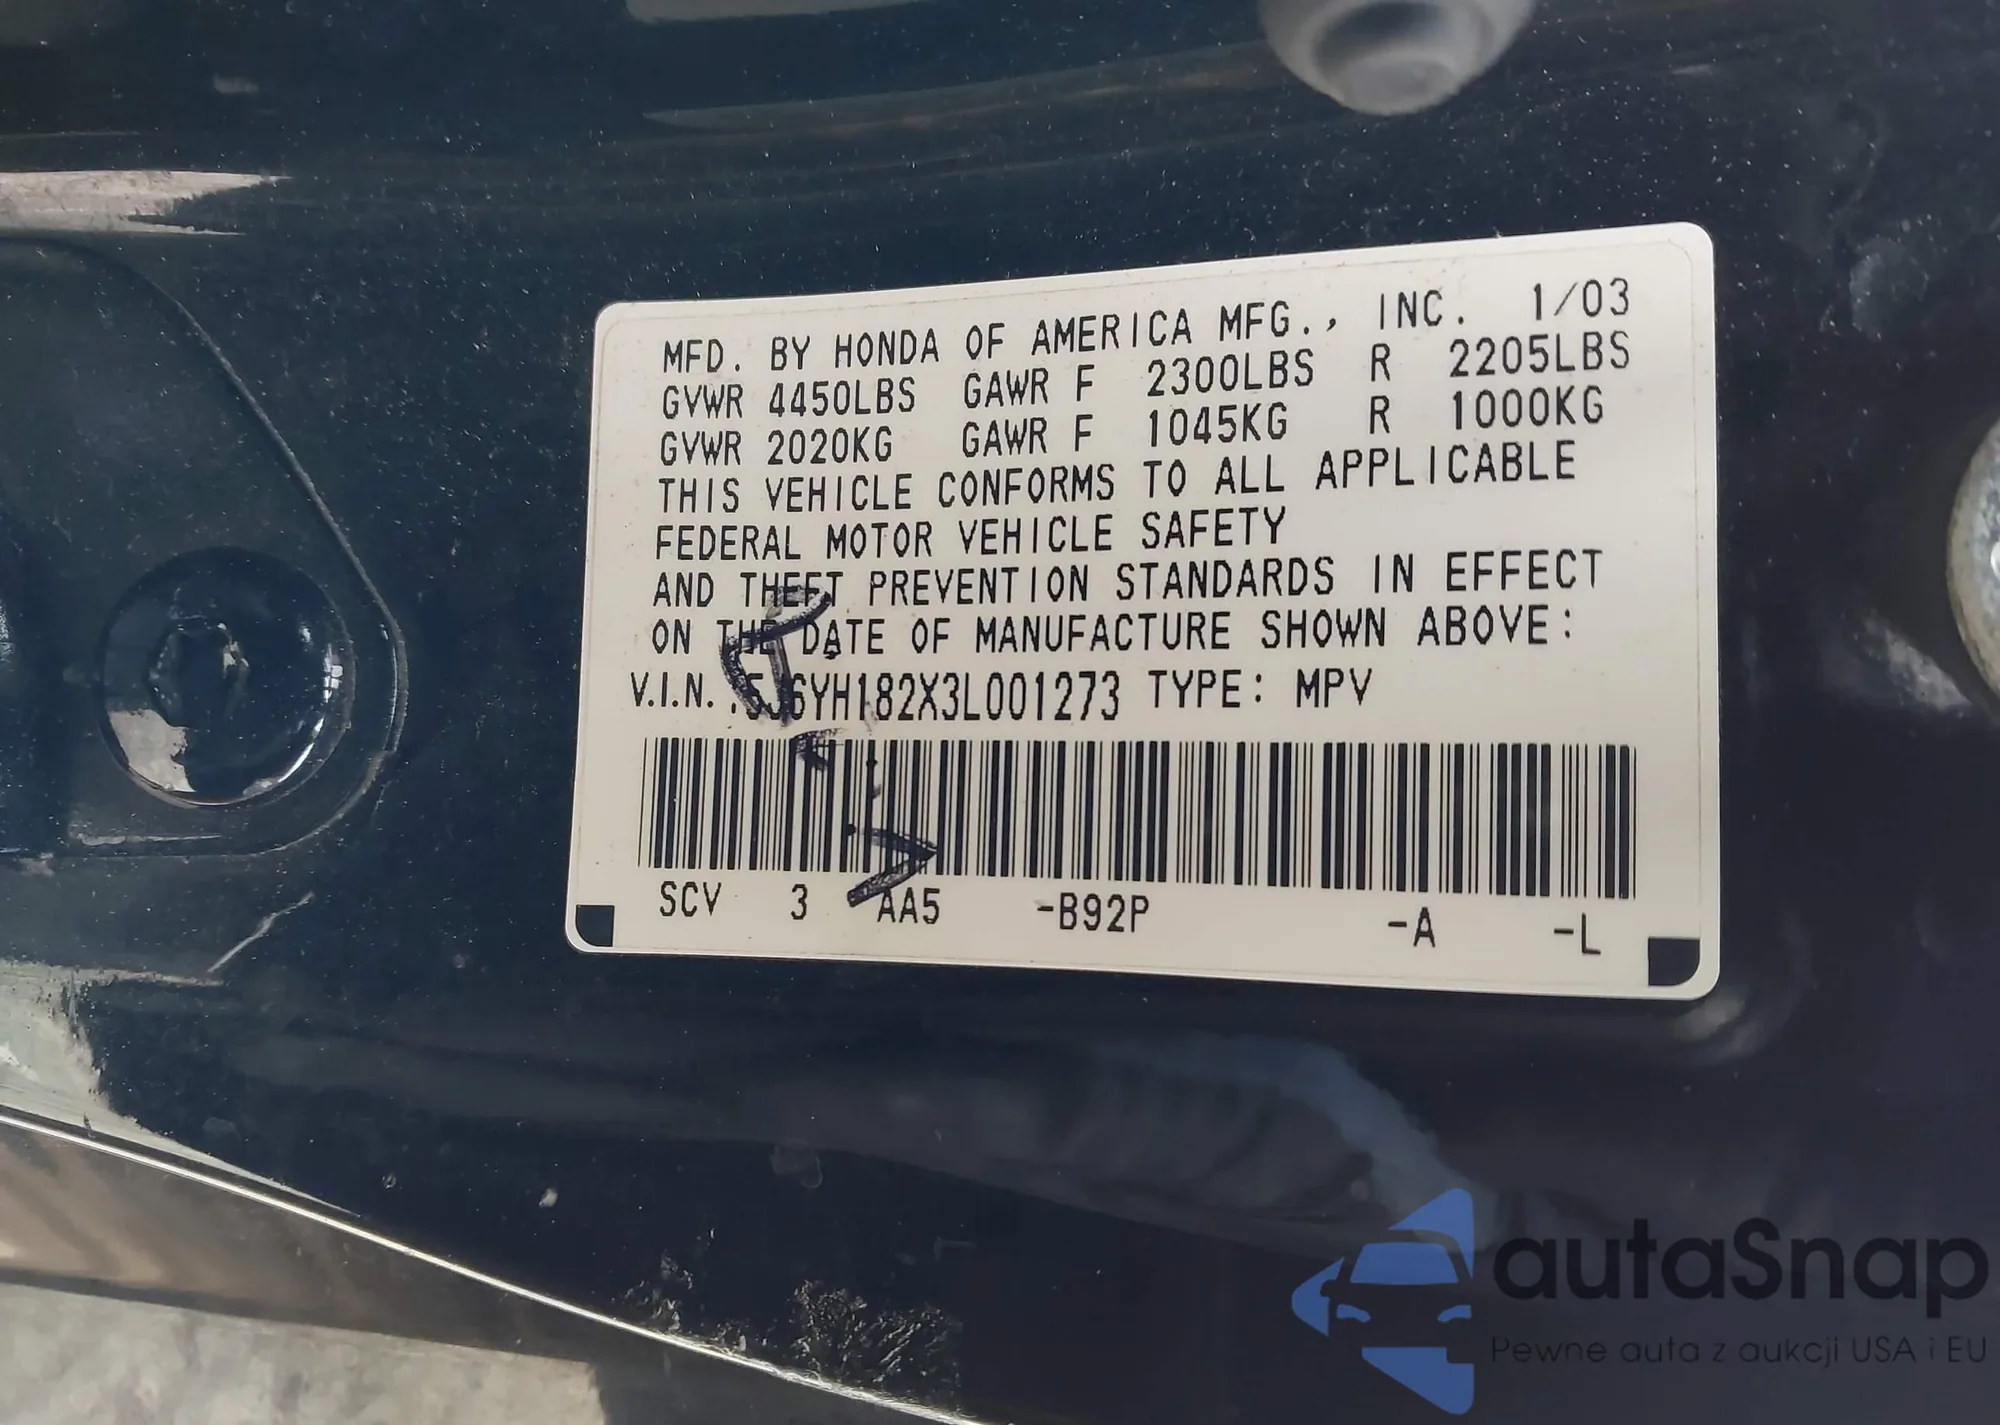 MFD. BY HONDA OF AMERICA MFG., INC. 1/03
GVWR 4450LBS GAWR F 2300LBS R 2205LBS
GVWR 2020KG GAWR F 1045KG R 1000KG
THIS VEHICLE CONFORMS TO ALL APPLICABLE
FEDERAL MOTOR VEHICLE SAFETY
AND THEFT PREVENTION STANDARDS IN EFFECT
ON THE DATE OF MANUFACTURE SHOWN ABOVE:
V.I.N. 5J6YH182X3L001273 TYPE: MPV
SCV 3 AA5 -B92P -A -L
autaSnap
Pewne auta z aukcji USA i EU